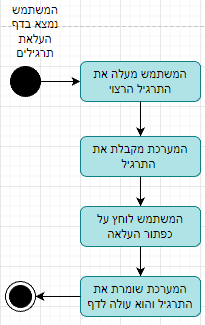 המשתמש
נמצא בדף
העלאת
תרגילים
המשתמש מעלה את
התרגיל הרצוי
המערכת מקבלת את
התרגיל
המשתמש לוחץ על
כפתור העלאה
המערכת שומרת את
התרגיל והוא עולה לדף